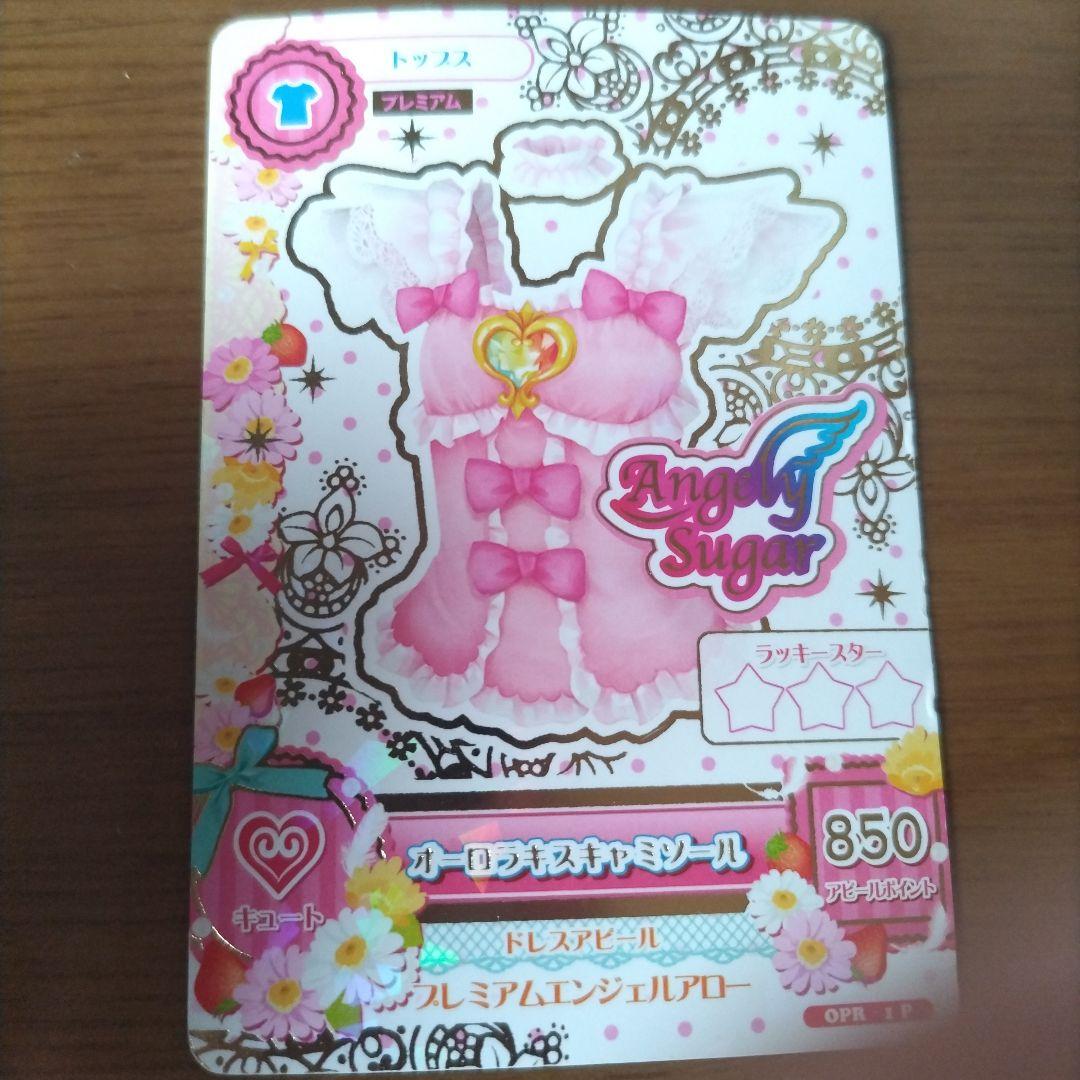 トップス
プレミアム
Angely
Sugar
ラッキースター
オーロラキスキャミソール
850
アピールポイント
キュート
ドレスアピール
プレミアムエンジェルアロー
OPR - 1 P